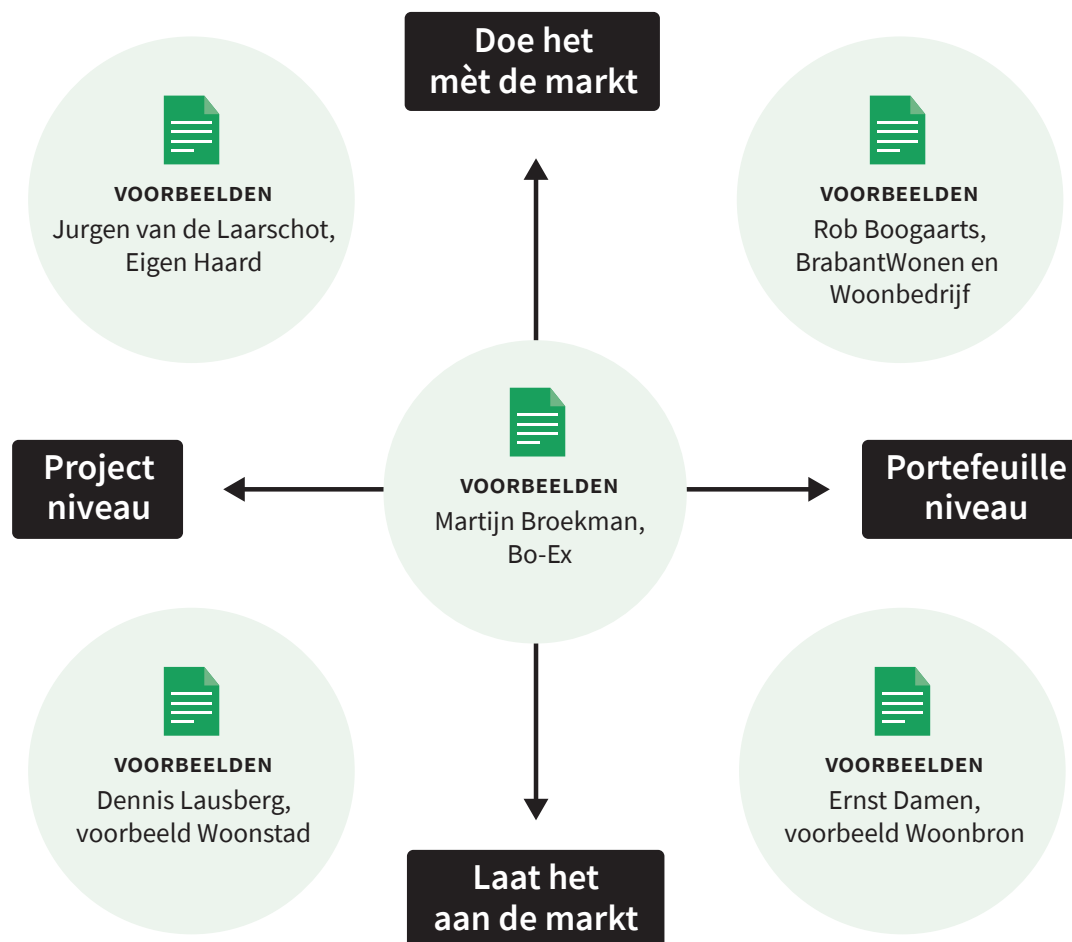 Doe het
mèt de markt
VOORBEELDEN
Jurgen van de Laarschot,
Eigen Haard
VOORBEELDEN
Rob Boogaarts,
BrabantWonen en
Woonbedrijf
Project
niveau
VOORBEELDEN
Martijn Broekman,
Bo-Ex
Portefeuille
niveau
VOORBEELDEN
Dennis Lausberg,
voorbeeld Woonstad
VOORBEELDEN
Ernst Damen,
voorbeeld Woonbron
Laat het
aan de markt